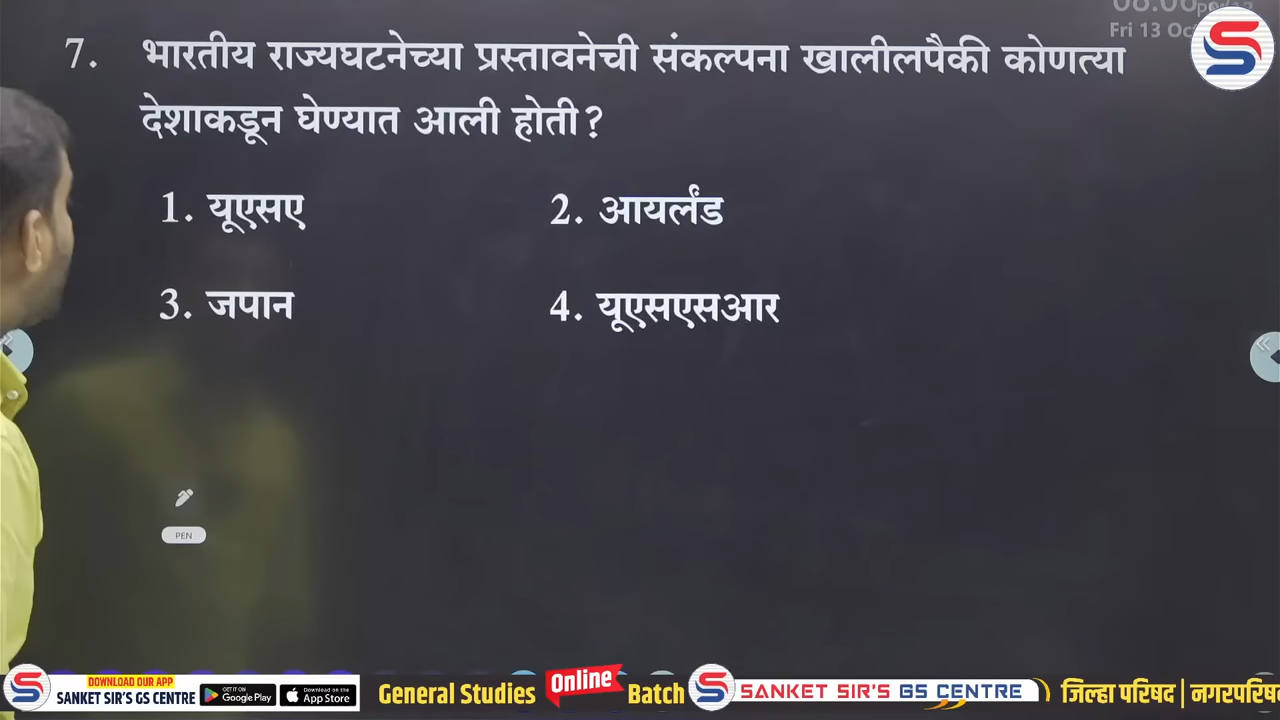 Fri 13 Oc
7. भारतीय राज्यघटनेच्या प्रस्तावनेची संकल्पना खालीलपैकी कोणत्या
देशाकडून घेण्यात आली होती?
1. यूएसए 2. आयर्लंड
3. जपान 4. यूएसएसआर
PEN
DOWNLOAD OUR APP
SANKET SIR'S GS CENTRE
GET IT ON
Google Play
Download on the
App Store
General Studies Online Batch
SANKET SIR'S GS CENTRE
जिल्हा परिषद | नगरपरिषद